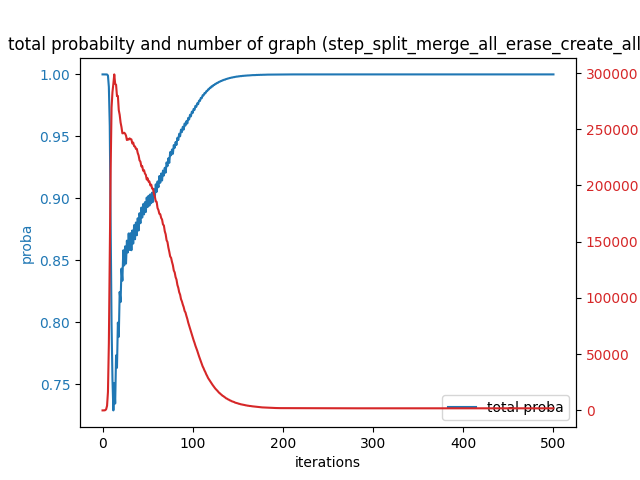 total probabilty and number of graph (step_split_merge_all_erase_create_all
1.00
0.95
0.90
0.85
0.80
0.75
proba
300000
250000
200000
150000
100000
50000
0
total proba
0 100 200 300 400 500
iterations